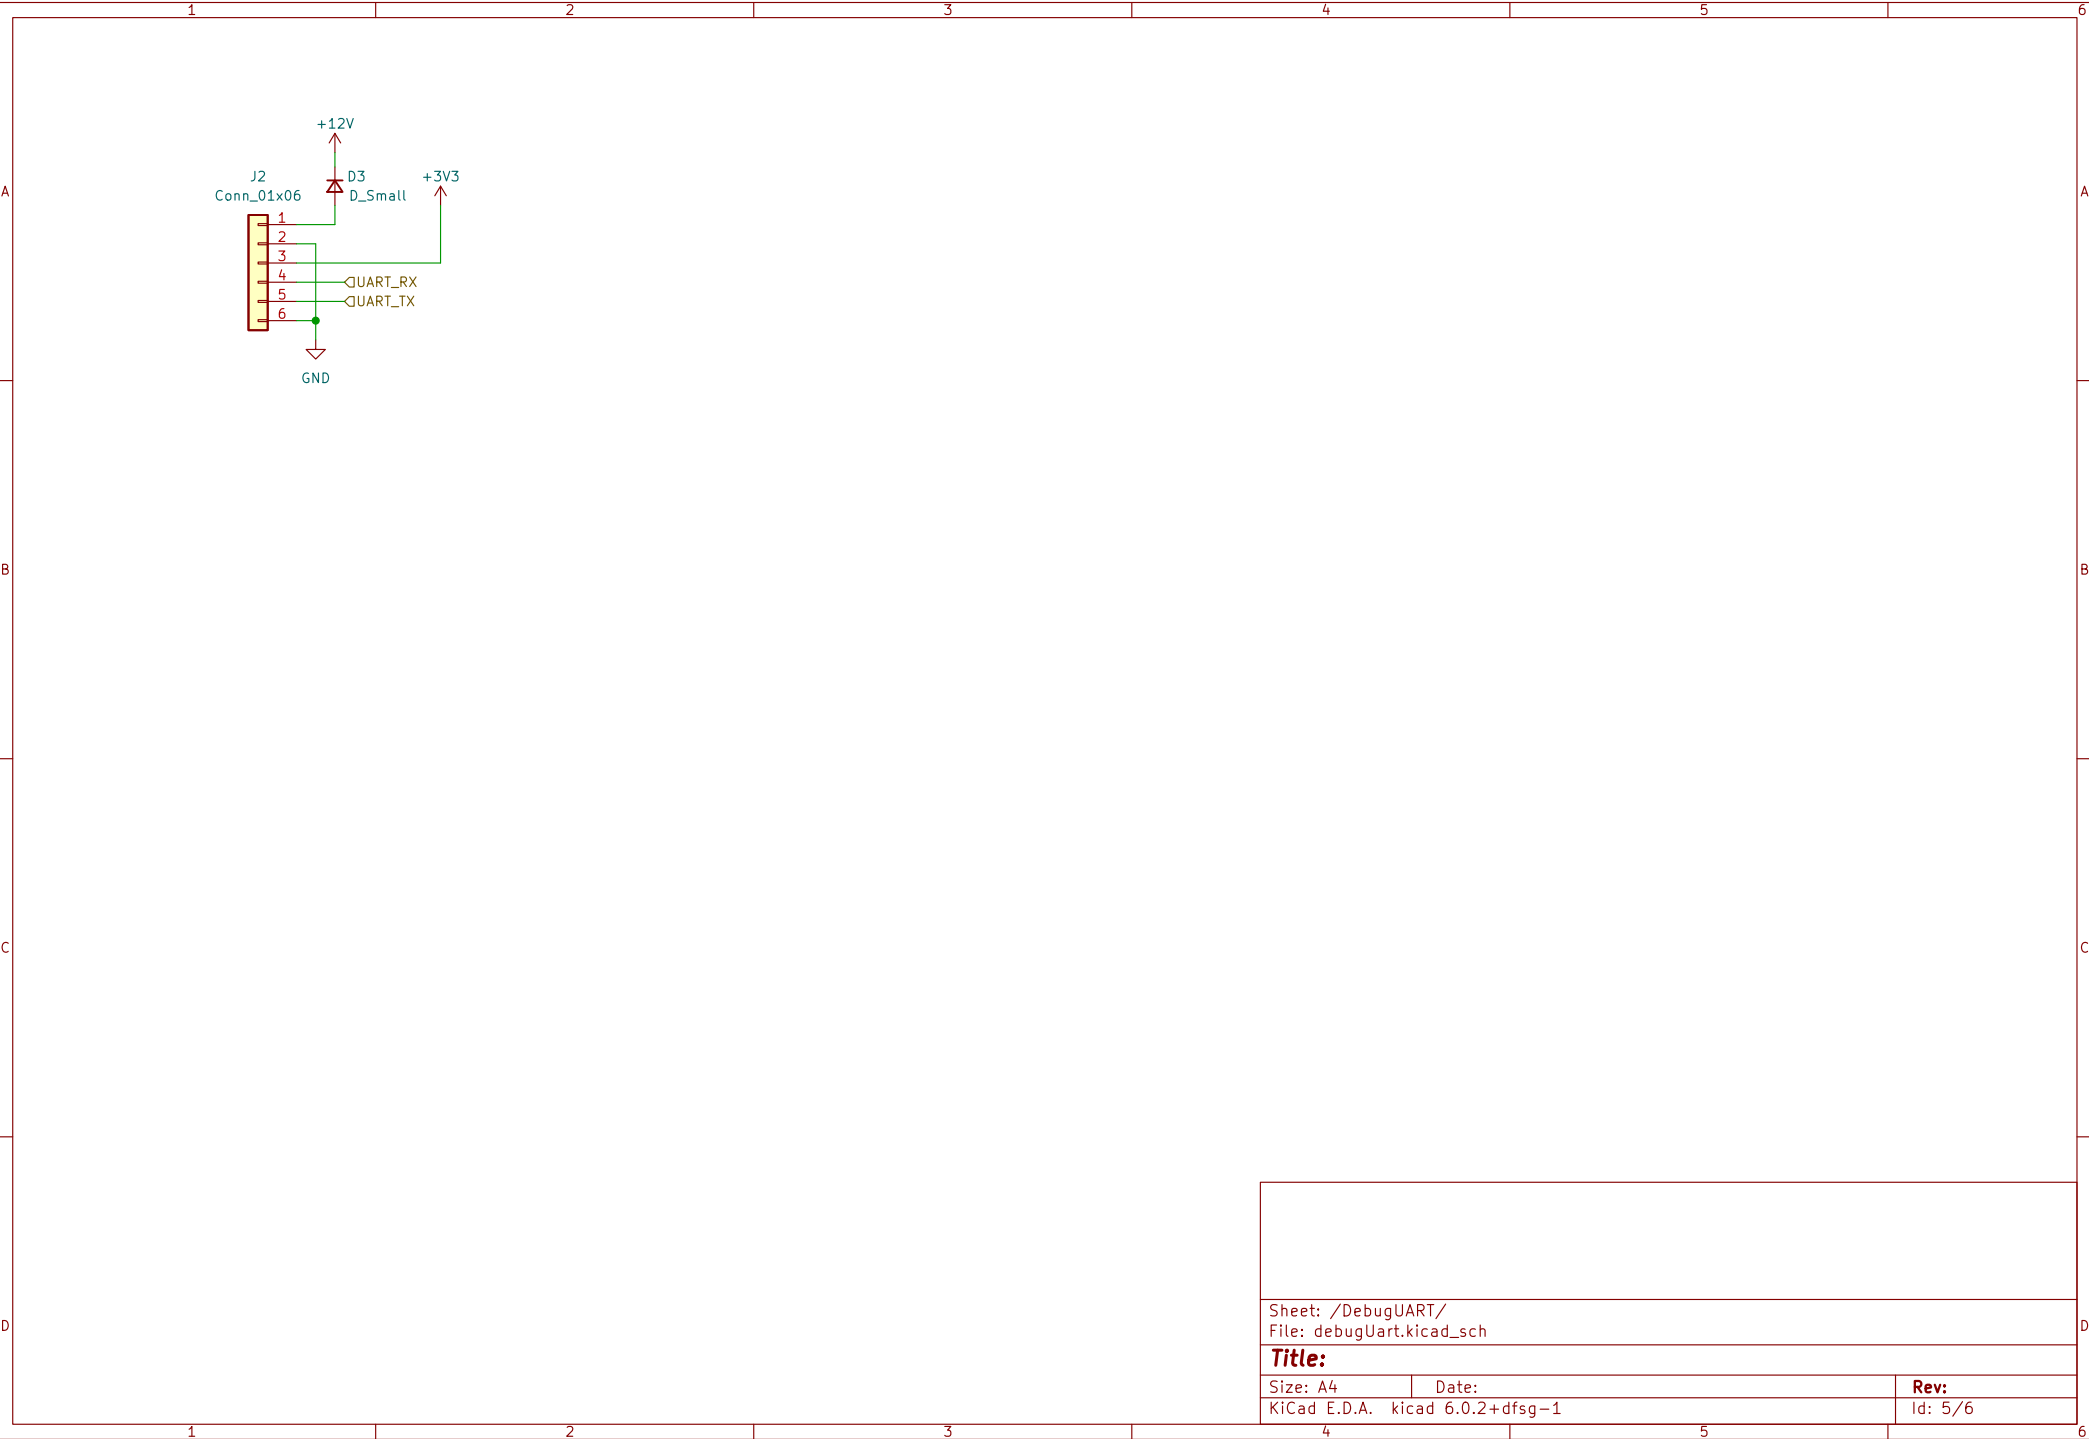 1 2 3 4 5 6
+12V
J2 D3 +3V3
A Conn_01x06 D_Small A
1
2
3
4 UART_RX
5 UART_TX
6
GND
B B
C C
Sheet: /DebugUART/
D File: debugUart.kicad_sch D
Title:
Size: A4 Date: Rev:
KiCad E.D.A. kicad 6.0.2+dfsg-1 Id: 5/6
1 2 3 4 5 6